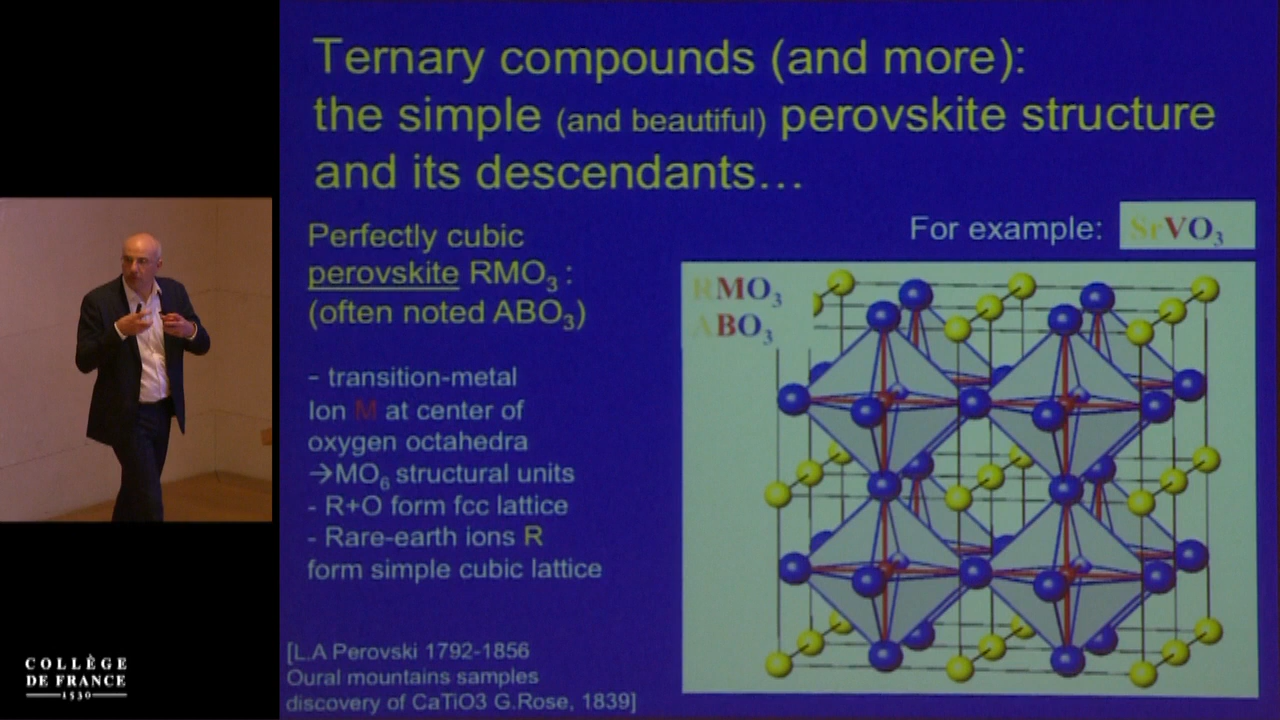 Ternary compounds (and more):
the simple (and beautiful) perovskite structure
and its descendants…
Perfectly cubic
perovskite RMO₃ :
(often noted ABO₃)
- transition-metal
Ion M at center of
oxygen octahedra
→MO₆ structural units
- R+O form fcc lattice
- Rare-earth ions R
form simple cubic lattice
[L.A Perovski 1792-1856
Oural mountains samples
discovery of CaTiO3 G.Rose, 1839]
For example: SrVO₃
RMO₃
ABO₃
COLLÈGE
DE FRANCE
1530